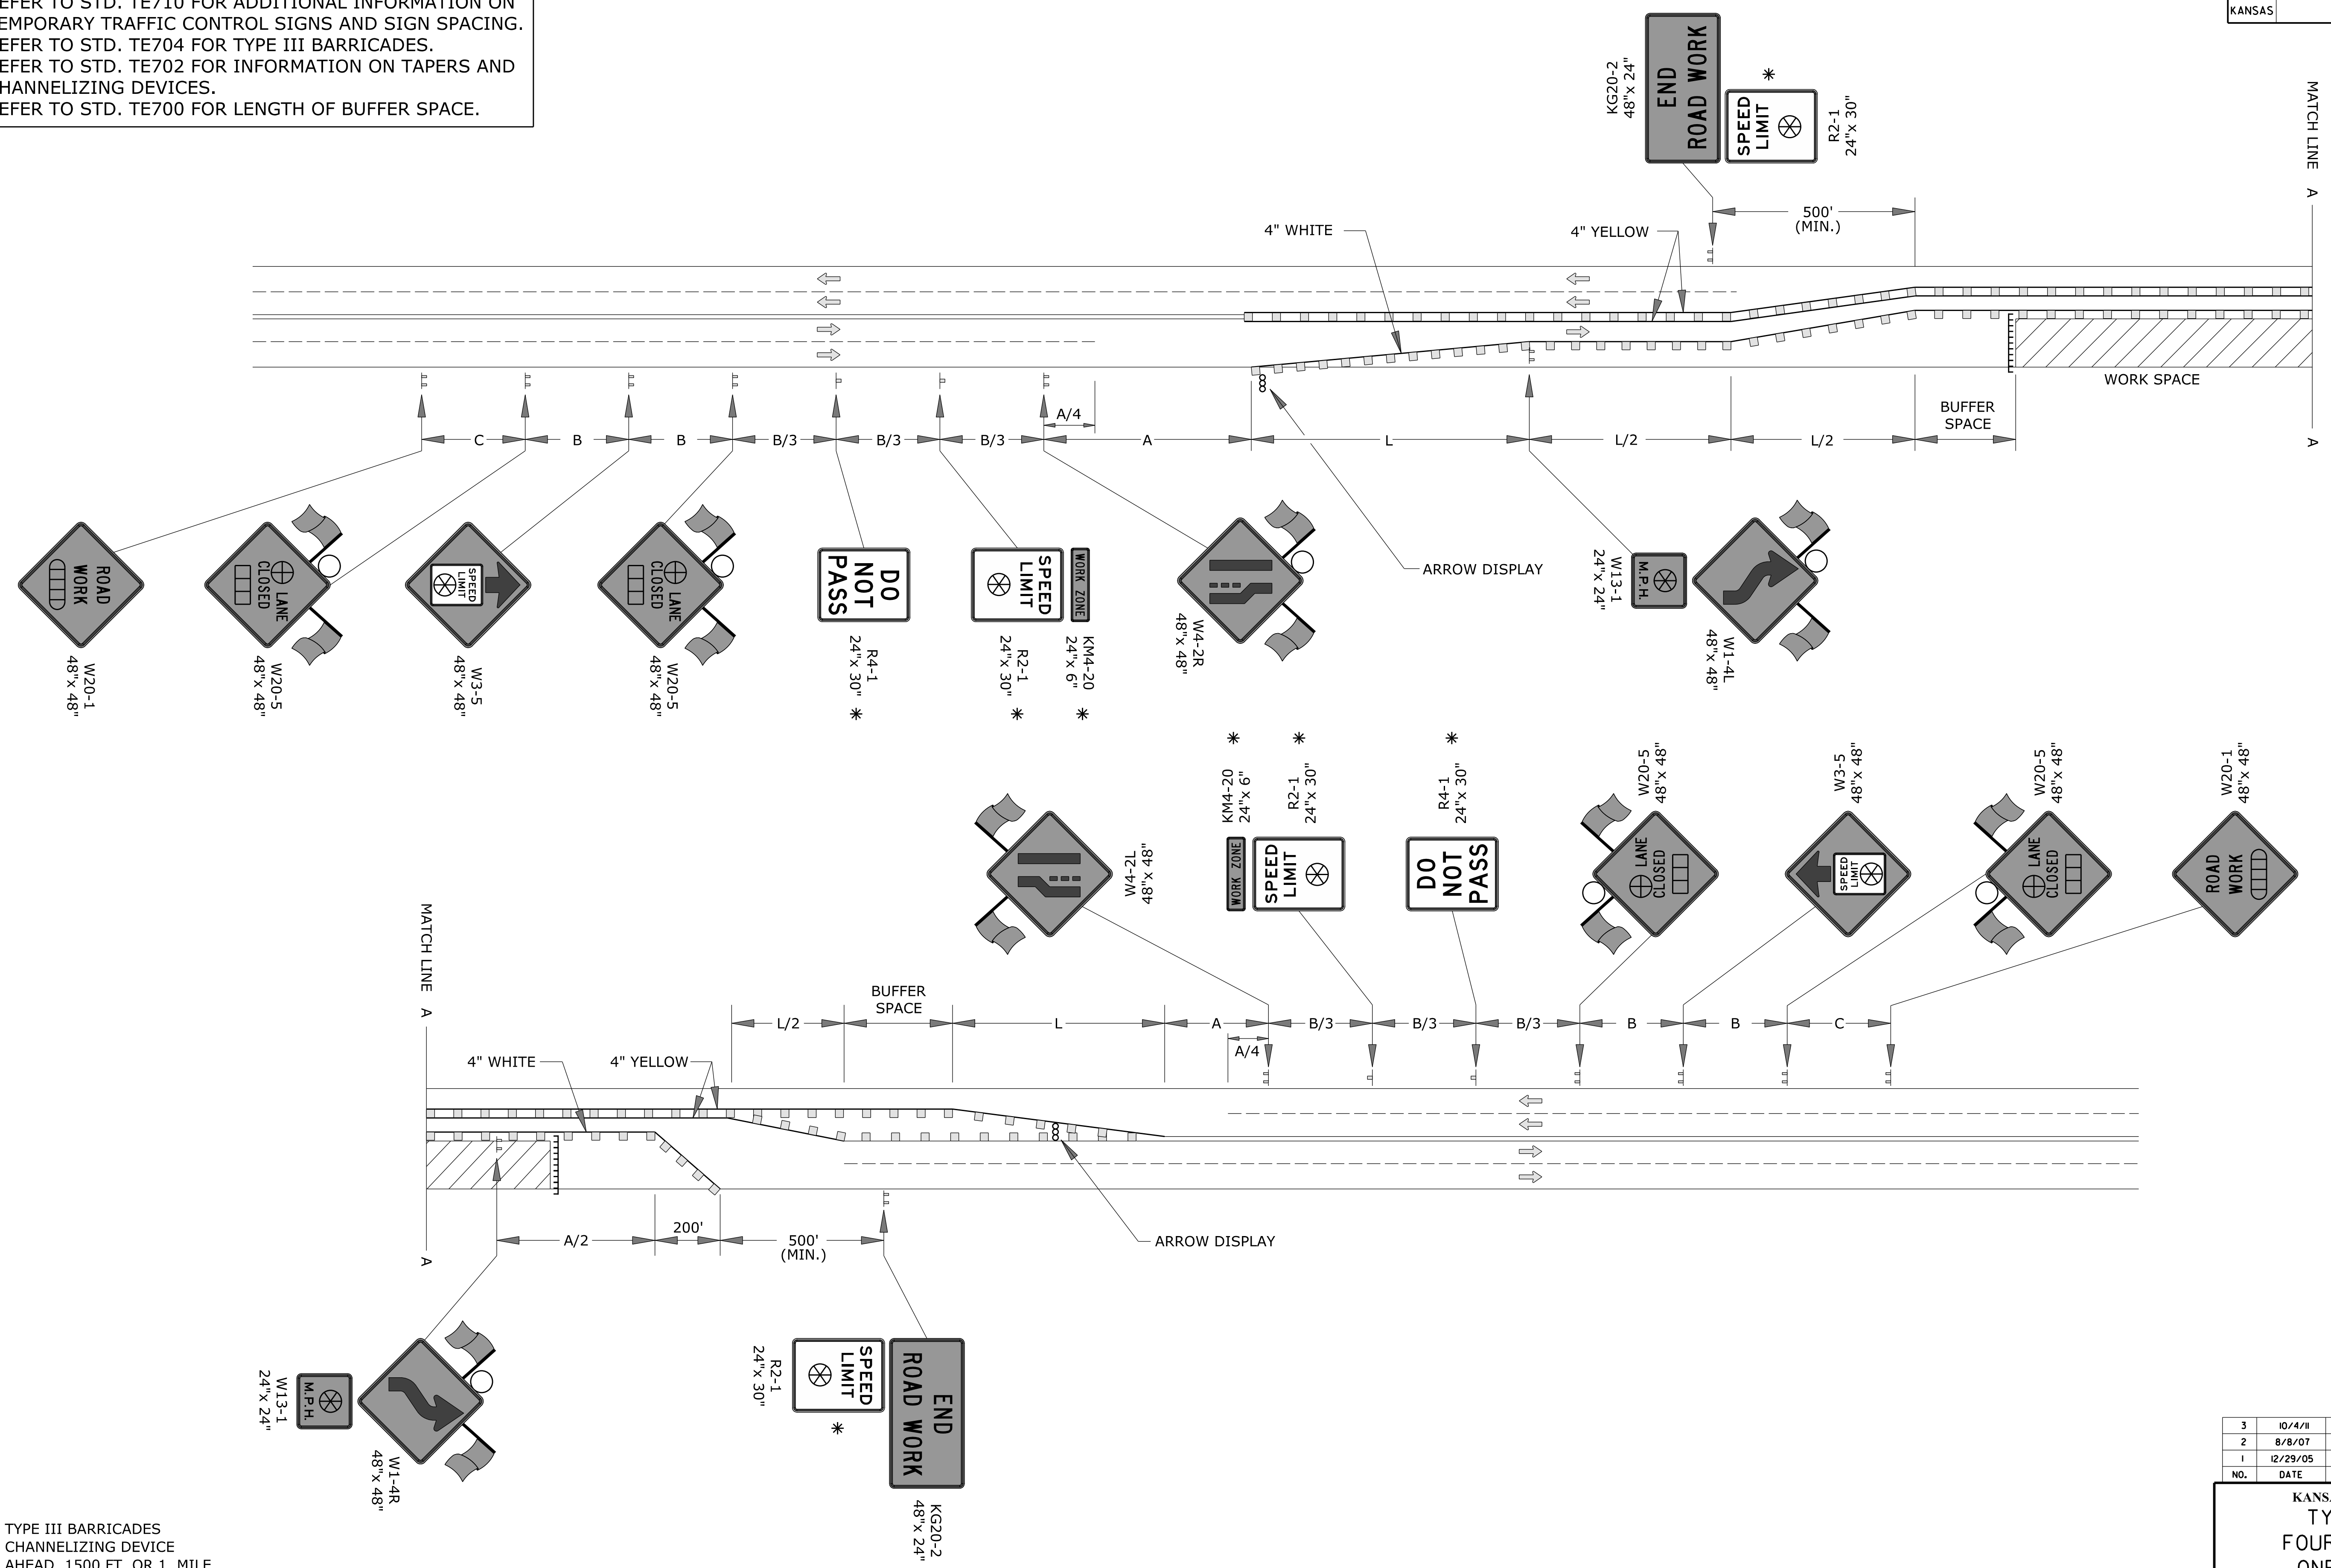 EFER TO STD. TE710 FOR ADDITIONAL INFORMATION ON
EMPORARY TRAFFIC CONTROL SIGNS AND SIGN SPACING.
EFER TO STD. TE704 FOR TYPE III BARRICADES.
EFER TO STD. TE702 FOR INFORMATION ON TAPERS AND
HANNELIZING DEVICES.
EFER TO STD. TE700 FOR LENGTH OF BUFFER SPACE.
KANSAS
KG20-2
48"x 24"
END
ROAD WORK
*
SPEED
LIMIT
R2-1
24"x 30"
MATCH LINE A
500'
(MIN.)
4" WHITE
4" YELLOW
WORK SPACE
BUFFER
SPACE
A
C
B
B
B/3
B/3
B/3
A/4
A
L
L/2
L/2
ROAD
WORK
W20-1
48"x 48"
LANE
CLOSED
W20-5
48"x 48"
SPEED
LIMIT
W3-5
48"x 48"
LANE
CLOSED
W20-5
48"x 48"
DO
NOT
PASS
R4-1
24"x 30" *
WORK ZONE
SPEED
LIMIT
KM4-20
24"x 6" *
R2-1
24"x 30" *
W4-2R
48"x 48"
ARROW DISPLAY
M.P.H.
W13-1
24"x 24"
W1-4L
48"x 48"
W4-2L
48"x 48"
KM4-20 *
24"x 6"
WORK ZONE
R2-1 *
24"x 30"
SPEED
LIMIT
R4-1 *
24"x 30"
DO
NOT
PASS
W20-5
48"x 48"
LANE
CLOSED
W3-5
48"x 48"
SPEED
LIMIT
W20-5
48"x 48"
LANE
CLOSED
W20-1
48"x 48"
ROAD
WORK
MATCH LINE A
L/2
BUFFER
SPACE
L
A
A/4
B/3
B/3
B/3
B
B
C
4" WHITE
4" YELLOW
A
A/2
200'
500'
(MIN.)
ARROW DISPLAY
M.P.H.
W13-1
24"x 24"
W1-4R
48"x 48"
SPEED
LIMIT
R2-1
24"x 30"
*
END
ROAD WORK
KG20-2
48"x 24"
TYPE III BARRICADES
CHANNELIZING DEVICE
AHEAD, 1500 FT. OR 1 MILE
3 10/4/11
2 8/8/07
1 12/29/05
NO. DATE
KANS
TY
FOUR
ONE